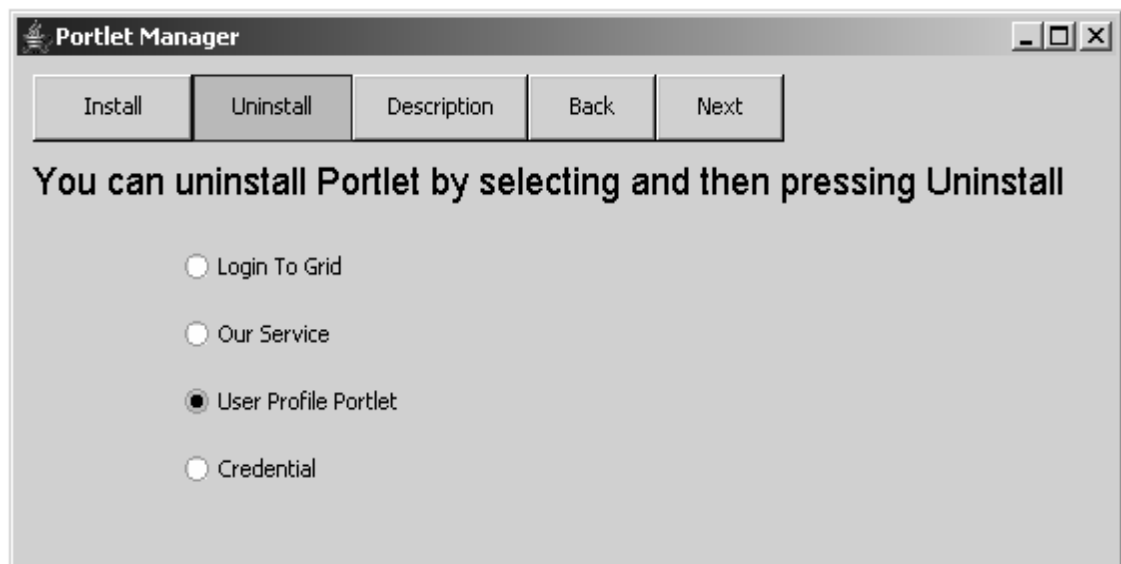 Portlet Manager
Install Uninstall Description Back Next
You can uninstall Portlet by selecting and then pressing Uninstall
Login To Grid
Our Service
User Profile Portlet
Credential